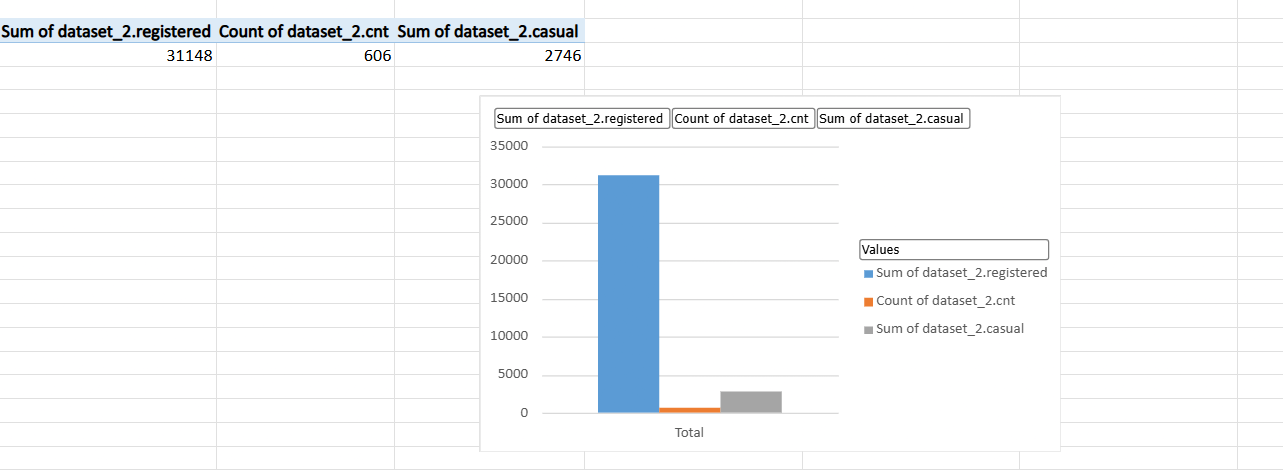 Sum of dataset_2.registered Count of dataset_2.cnt Sum of dataset_2.casual
31148 606 2746
Sum of dataset_2.registered Count of dataset_2.cnt Sum of dataset_2.casual
35000
30000
25000
20000
15000
10000
5000
0
Total
Values
Sum of dataset_2.registered
Count of dataset_2.cnt
Sum of dataset_2.casual